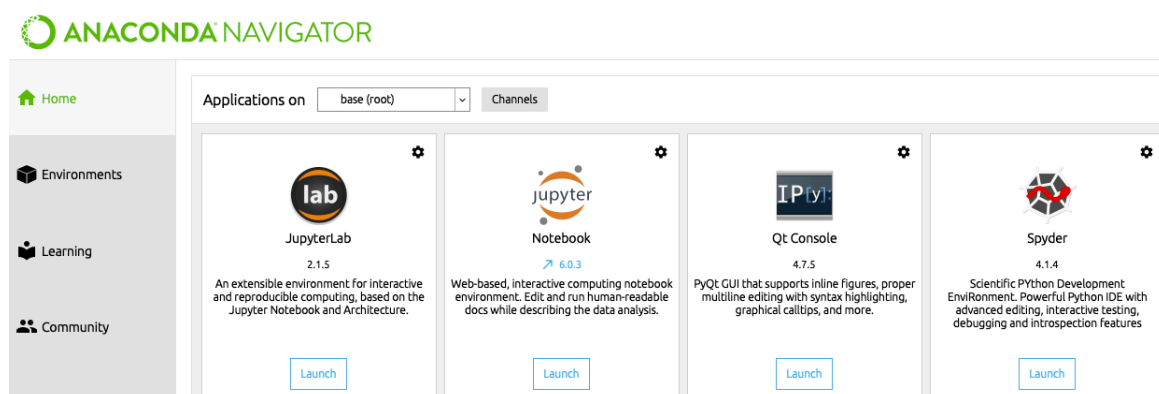 ANACONDA NAVIGATOR
Home
Environments
Learning
Community
Applications on
base (root)
Channels
lab
JupyterLab
2.1.5
An extensible environment for interactive
and reproducible computing, based on the
Jupyter Notebook and Architecture.
Launch
jupyter
Notebook
6.0.3
Web-based, interactive computing notebook
environment. Edit and run human-readable
docs while describing the data analysis.
Launch
IP[y]:
Qt Console
4.7.5
PyQt GUI that supports inline figures, proper
multiline editing with syntax highlighting,
graphical calltips, and more.
Launch
Spyder
4.1.4
Scientific PYthon Development
EnviRonment. Powerful Python IDE with
advanced editing, interactive testing,
debugging and introspection features
Launch